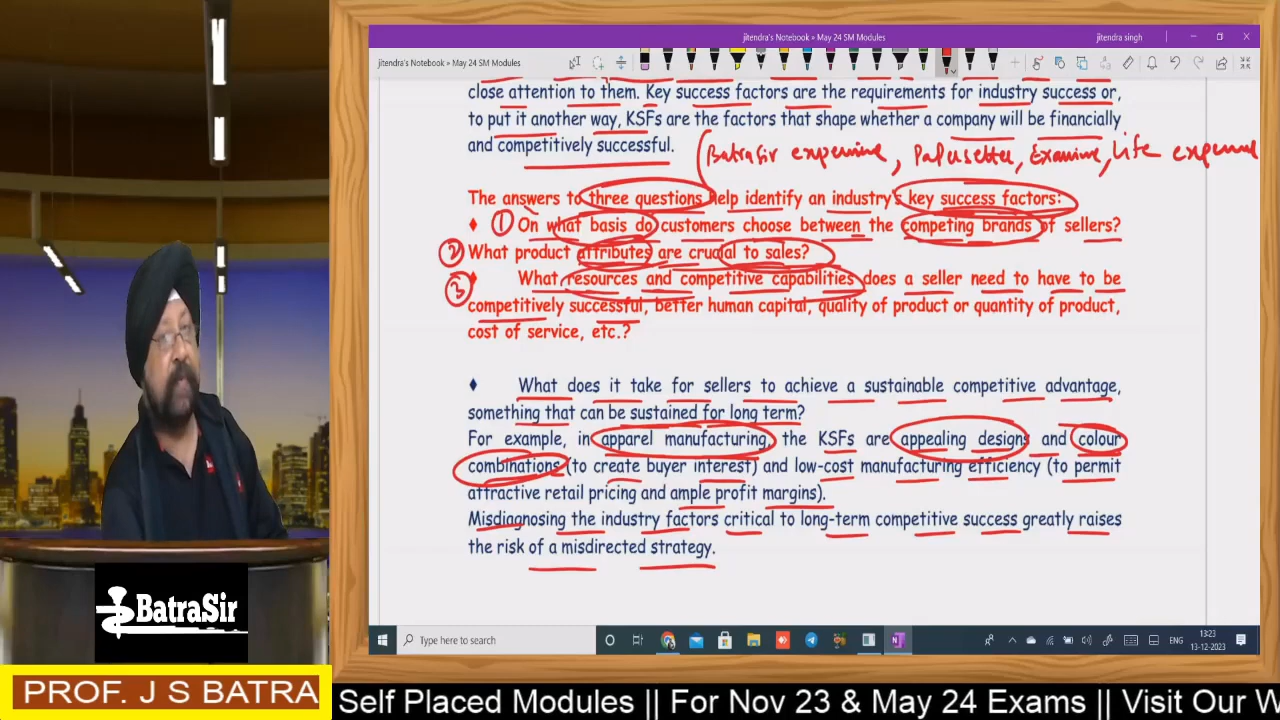 jitendra's Notebook » May 24 SM Modules
jitendra singh
jitendra's Notebook » May 24 SM Modules
close attention to them. Key success factors are the requirements for industry success or,
to put it another way, KSFs are the factors that shape whether a company will be financially
and competitively successful.
BatraSir experience, Papersetter, Examine, Life experience
The answers to three questions help identify an industry's key success factors:
♦ ① On what basis do customers choose between the competing brands of sellers?
② What product attributes are crucial to sales?
③ ♦ What resources and competitive capabilities does a seller need to have to be
competitively successful, better human capital, quality of product or quantity of product,
cost of service, etc.?
♦ What does it take for sellers to achieve a sustainable competitive advantage,
something that can be sustained for long term?
For example, in apparel manufacturing, the KSFs are appealing designs and colour
combinations (to create buyer interest) and low-cost manufacturing efficiency (to permit
attractive retail pricing and ample profit margins).
Misdiagnosing the industry factors critical to long-term competitive success greatly raises
the risk of a misdirected strategy.
BatraSir
Type here to search
ENG
13:23
13-12-2023
PROF. J S BATRA
Self Placed Modules || For Nov 23 & May 24 Exams || Visit Our W